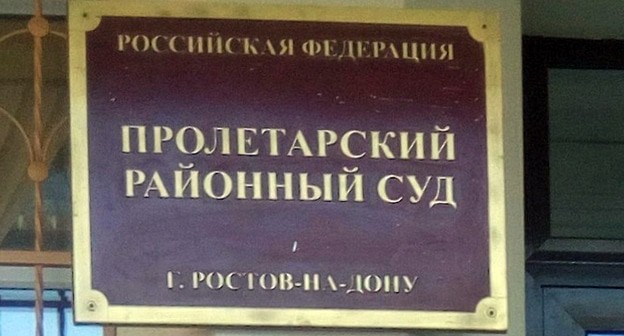 РОССИЙСКАЯ ФЕДЕРАЦИЯ
ПРОЛЕТАРСКИЙ
РАЙОННЫЙ СУД
Г. РОСТОВ-НА-ДОНУ